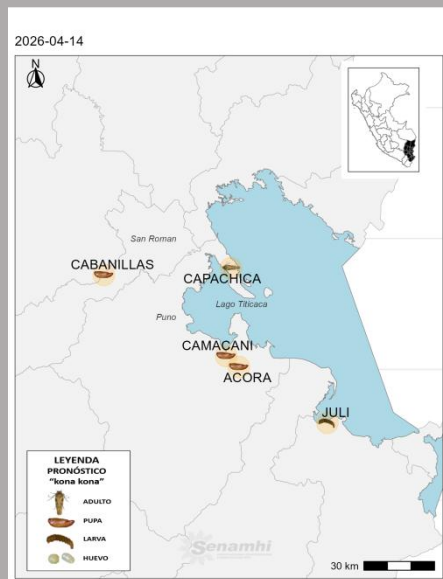 2026-04-14
N
San Roman
CABANILLAS
CAPACHICA
Lago Titicaca
Puno
CAMACANI
ACORA
JULI
LEYENDA
PRONÓSTICO
"kona kona"
ADULTO
PUPA
LARVA
HUEVO
Senamhi
30 km